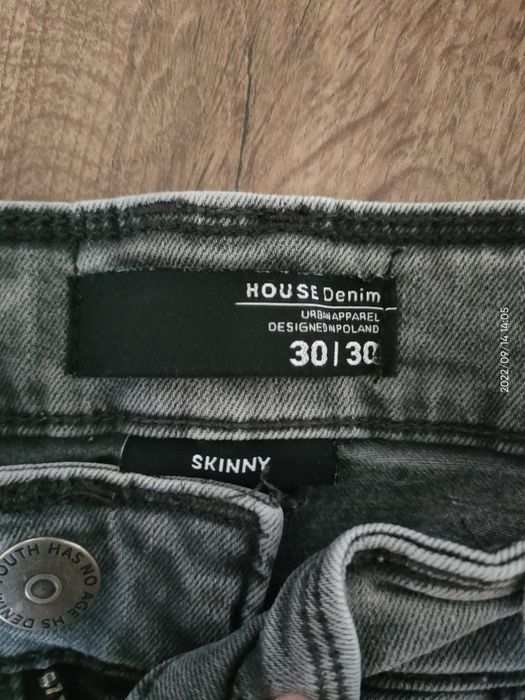 HOUSE Denim
URBAN APPAREL
DESIGNED IN POLAND
30|30
SKINNY
YOUTH HAS NO AGE HS DENIM
2022/09/14 14:05